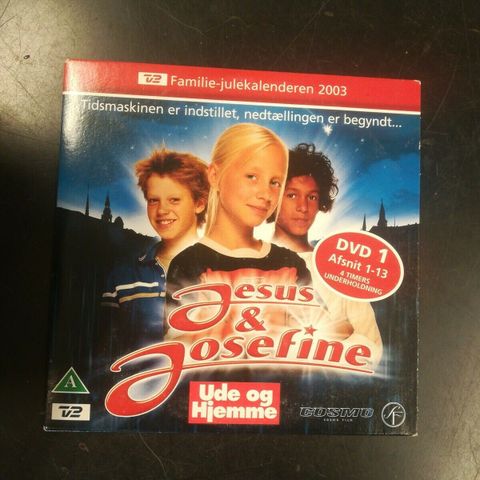 TV2 Familie-julekalenderen 2003
Tidsmaskinen er indstillet, nedtællingen er begyndt...
DVD 1
Afsnit 1-13
4 TIMERS
UNDERHOLDNING
Jesus
&
Josefine
A
TV2
Ude og
Hjemme
COSMO
SF